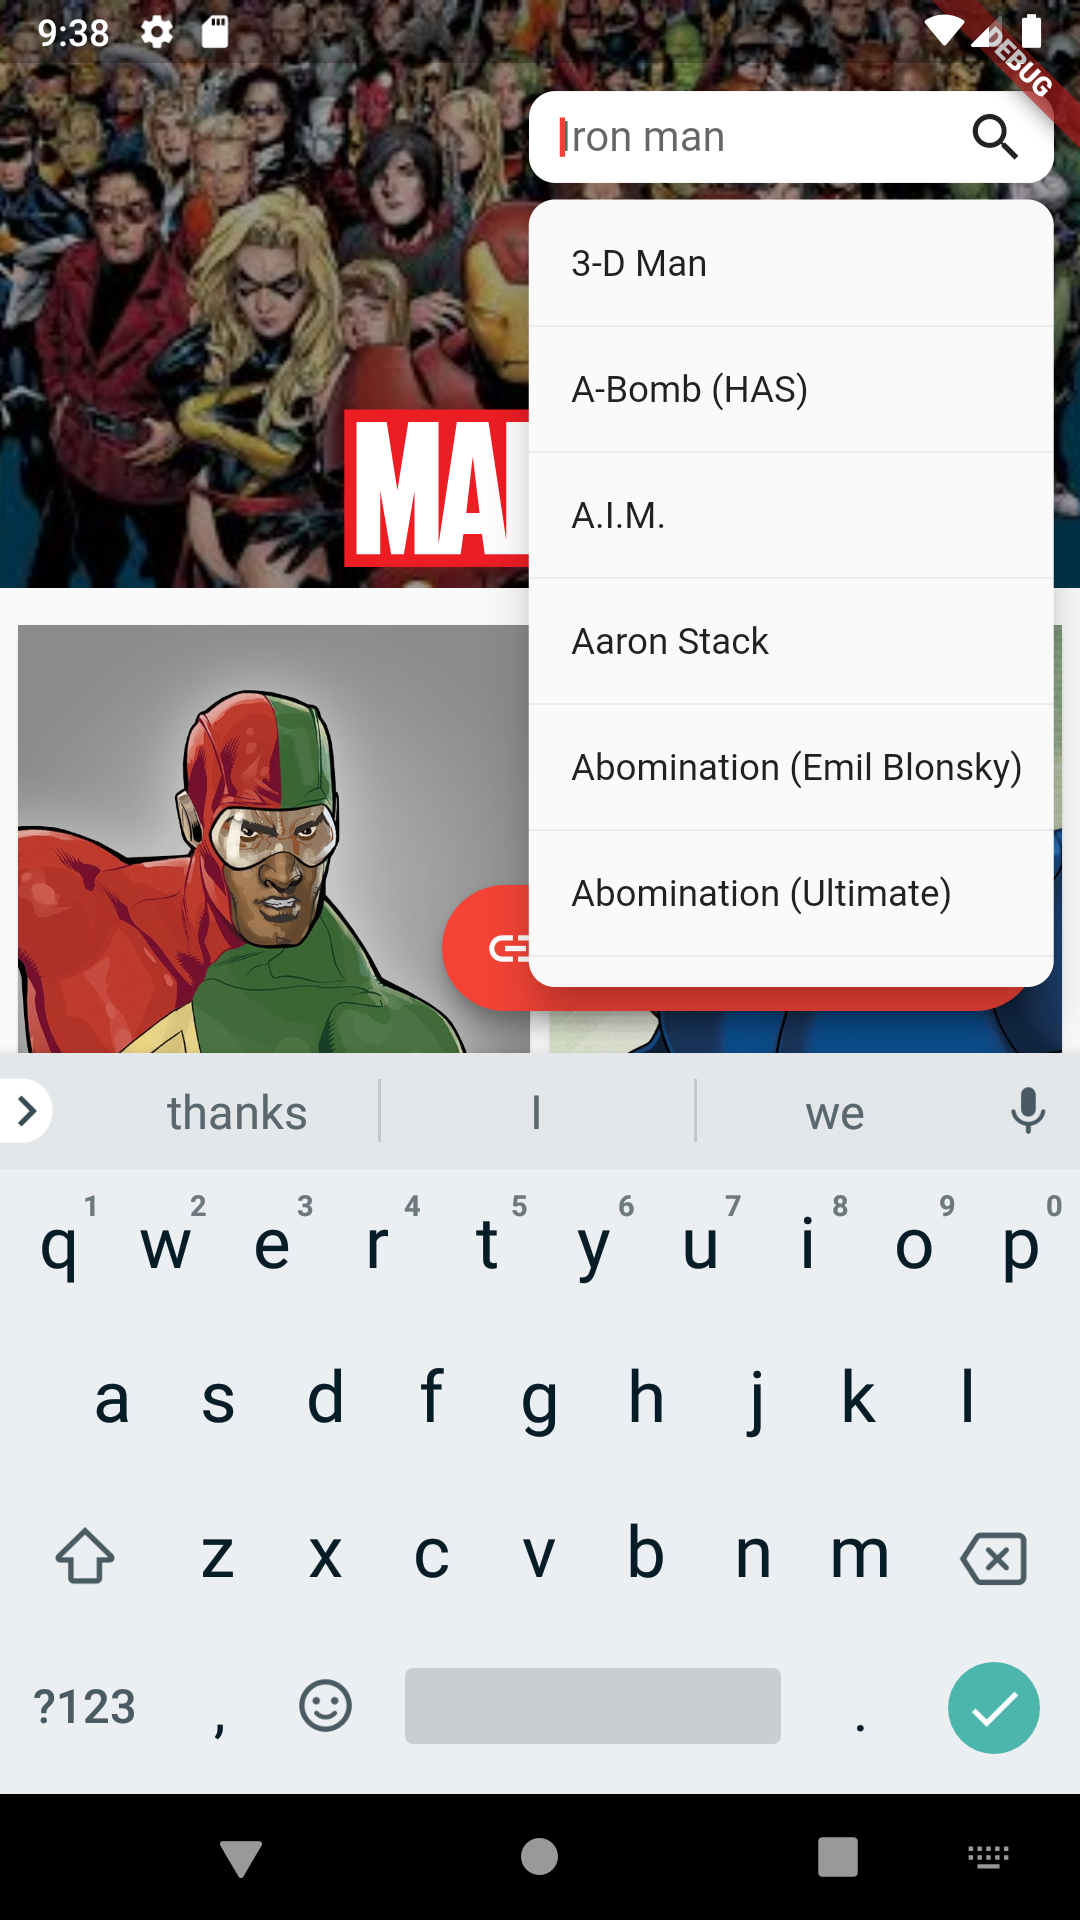 9:38
DEBUG
Iron man
3-D Man
A-Bomb (HAS)
A.I.M.
MA
Aaron Stack
Abomination (Emil Blonsky)
Abomination (Ultimate)
thanks I we
1 2 3 4 5 6 7 8 9 0
q w e r t y u i o p
a s d f g h j k l
z x c v b n m
?123 , .